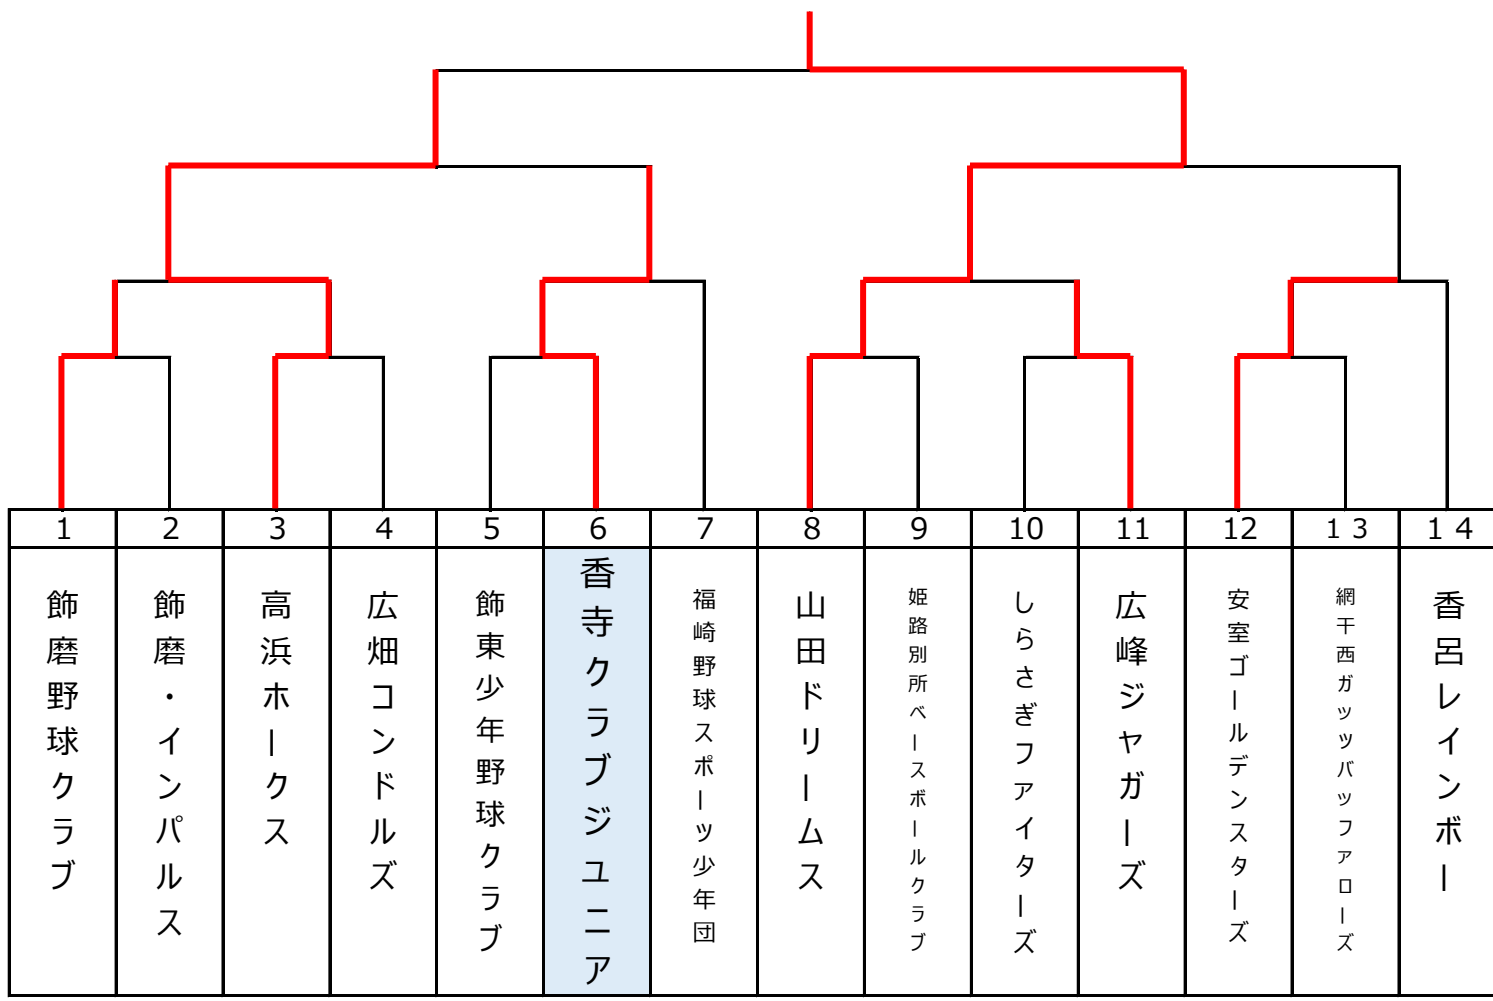 1 2 3 4 5 6 7 8 9 10 11 12 １３ １４
飾磨野球クラブ
飾磨・インパルス
高浜ホークス
広畑コンドルズ
飾東少年野球クラブ
香寺クラブジュニア
福崎野球スポーツ少年団
山田ドリームス
姫路別所ベースボールクラブ
しらさぎファイターズ
広峰ジャガーズ
安室ゴールデンスターズ
網干西ガッツバッファローズ
香呂レインボー